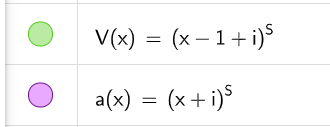 V(x) = (x − 1 + i)^S
a(x) = (x + i)^S